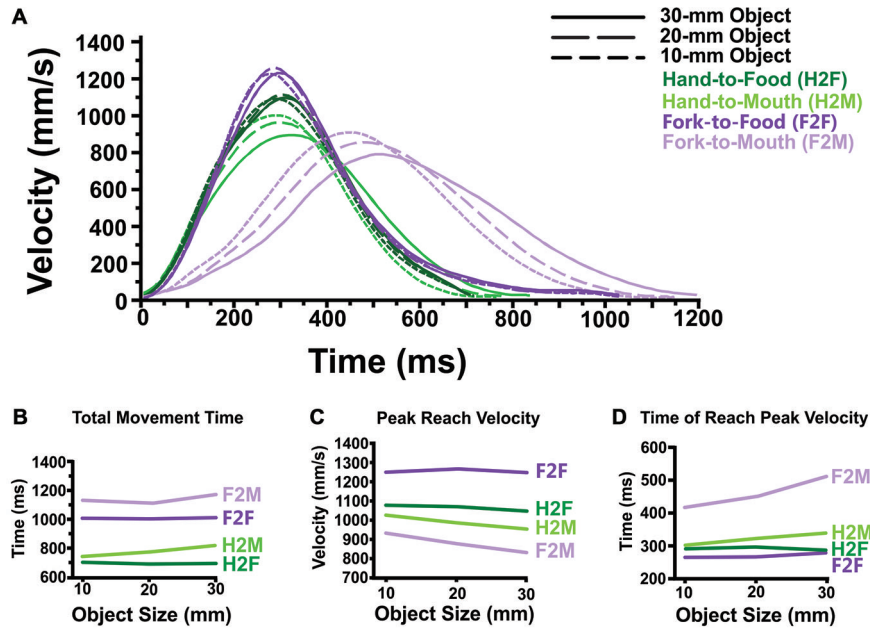 A
30-mm Object
20-mm Object
10-mm Object
Hand-to-Food (H2F)
Hand-to-Mouth (H2M)
Fork-to-Food (F2F)
Fork-to-Mouth (F2M)
Velocity (mm/s)
1400
1200
1000
800
600
400
200
0
0 200 400 600 800 1000 1200
Time (ms)
B Total Movement Time
Time (ms)
1400
1200
1000
800
600
F2M
F2F
H2M
H2F
10 20 30
Object Size (mm)
C Peak Reach Velocity
Velocity (mm/s)
1400
1300
1200
1100
1000
900
800
700
F2F
H2F
H2M
F2M
10 20 30
Object Size (mm)
D Time of Reach Peak Velocity
Time (ms)
600
500
400
300
200
F2M
H2M
H2F
F2F
10 20 30
Object Size (mm)